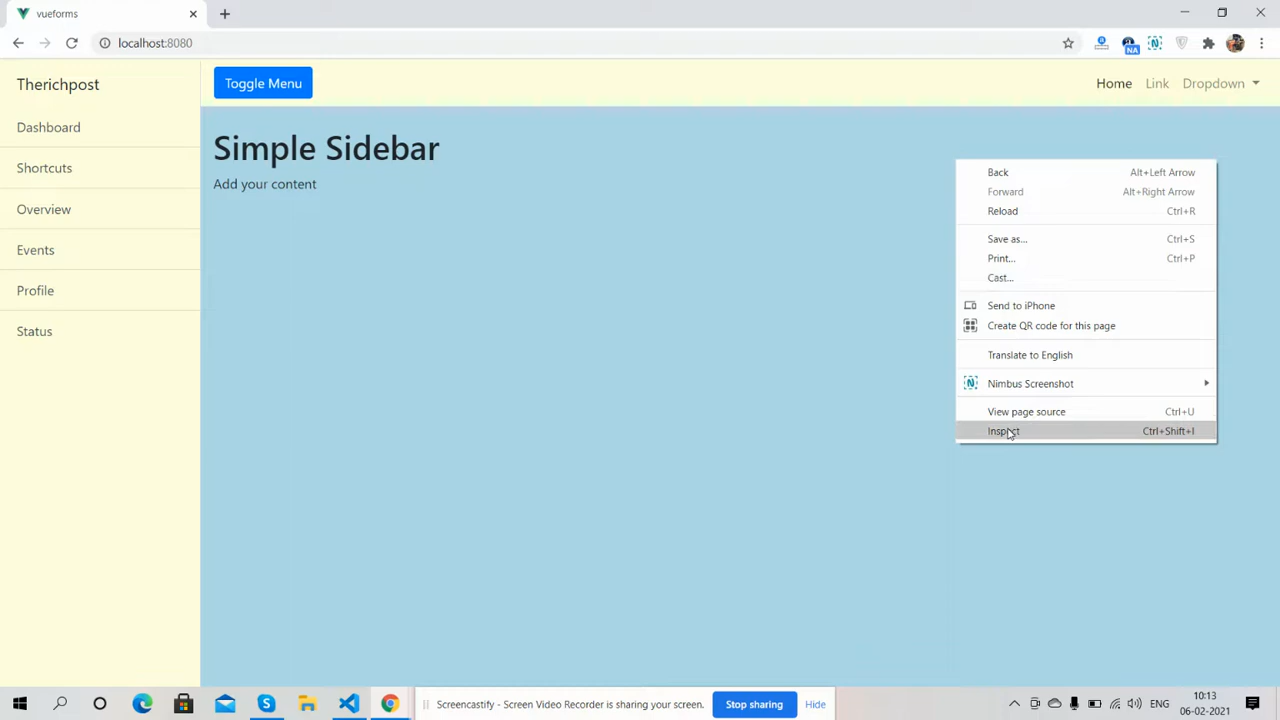 vueforms
localhost:8080
NA
Therichpost
Toggle Menu
Home Link Dropdown
Dashboard
Shortcuts
Overview
Events
Profile
Status
Simple Sidebar
Add your content
Back Alt+Left Arrow
Forward Alt+Right Arrow
Reload Ctrl+R
Save as... Ctrl+S
Print... Ctrl+P
Cast...
Send to iPhone
Create QR code for this page
Translate to English
Nimbus Screenshot
View page source Ctrl+U
Inspect Ctrl+Shift+I
Screencastify - Screen Video Recorder is sharing your screen. Stop sharing Hide
ENG
10:13
06-02-2021